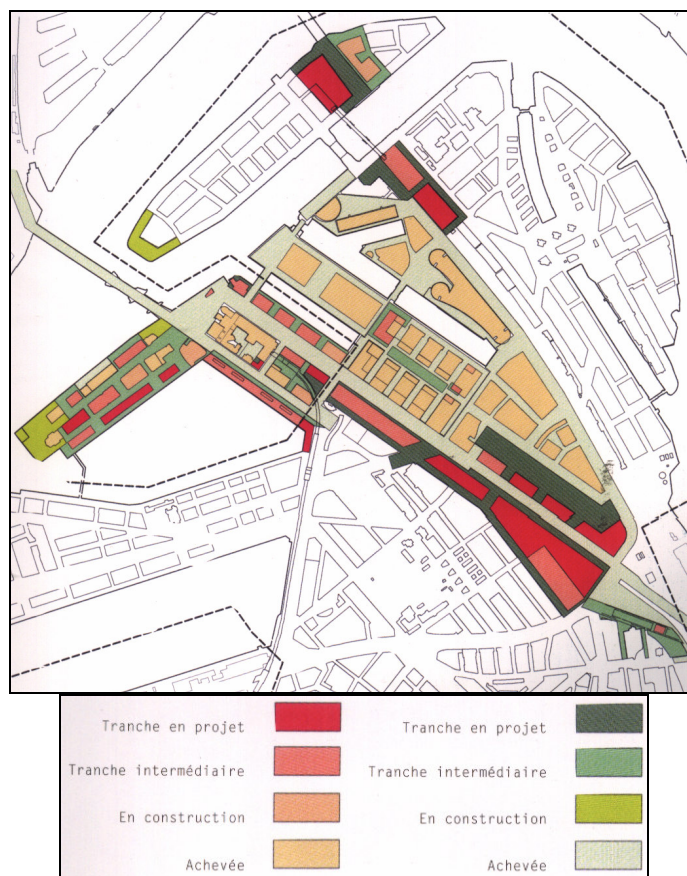 Tranche en projet
Tranche en projet
Tranche intermédiaire
Tranche intermédiaire
En construction
En construction
Achevée
Achevée